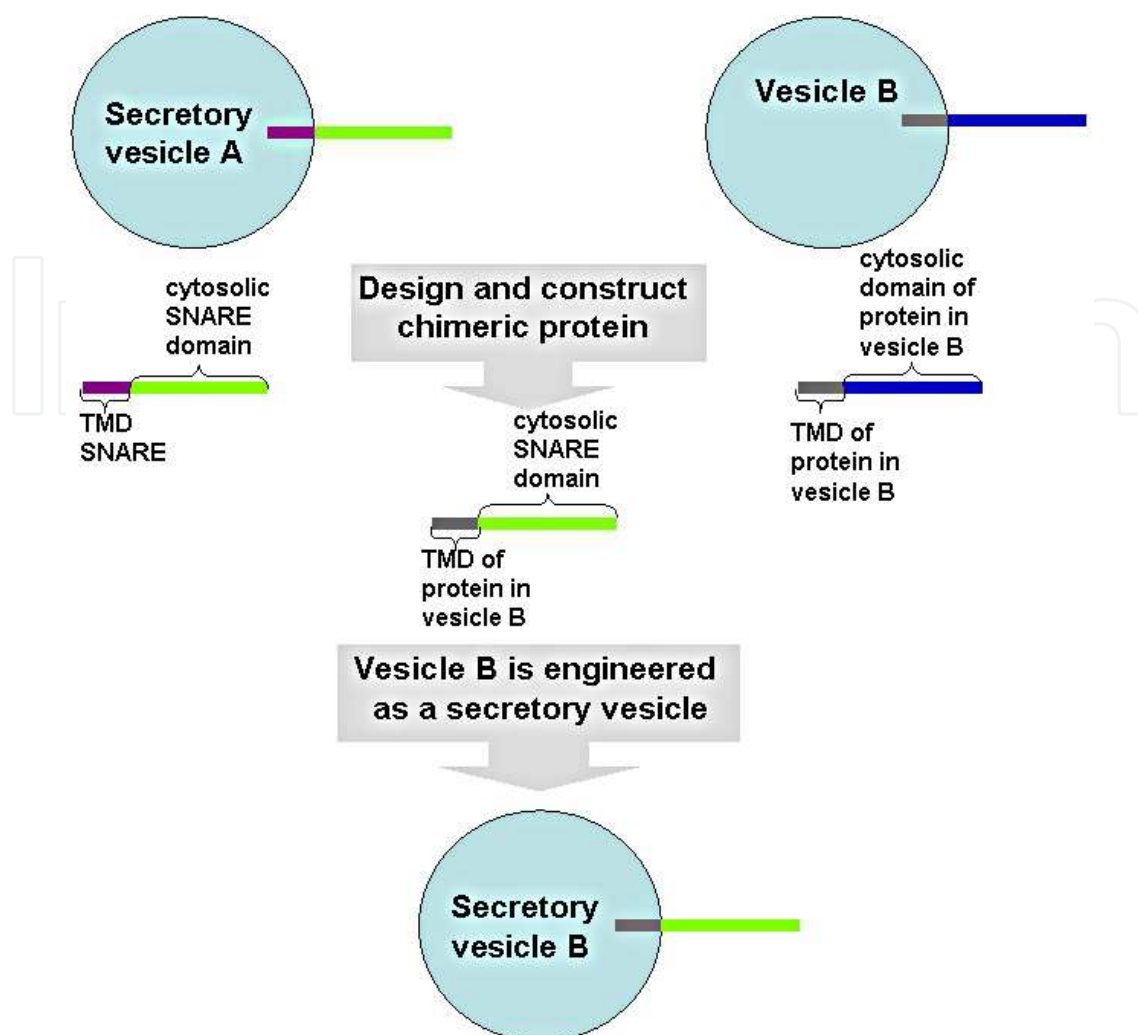 Secretory
vesicle A
Vesicle B
cytosolic
SNARE
domain
TMD
SNARE
Design and construct
chimeric protein
cytosolic
domain of
protein in
vesicle B
TMD of
protein in
vesicle B
cytosolic
SNARE
domain
TMD of
protein in
vesicle B
Vesicle B is engineered
as a secretory vesicle
Secretory
vesicle B